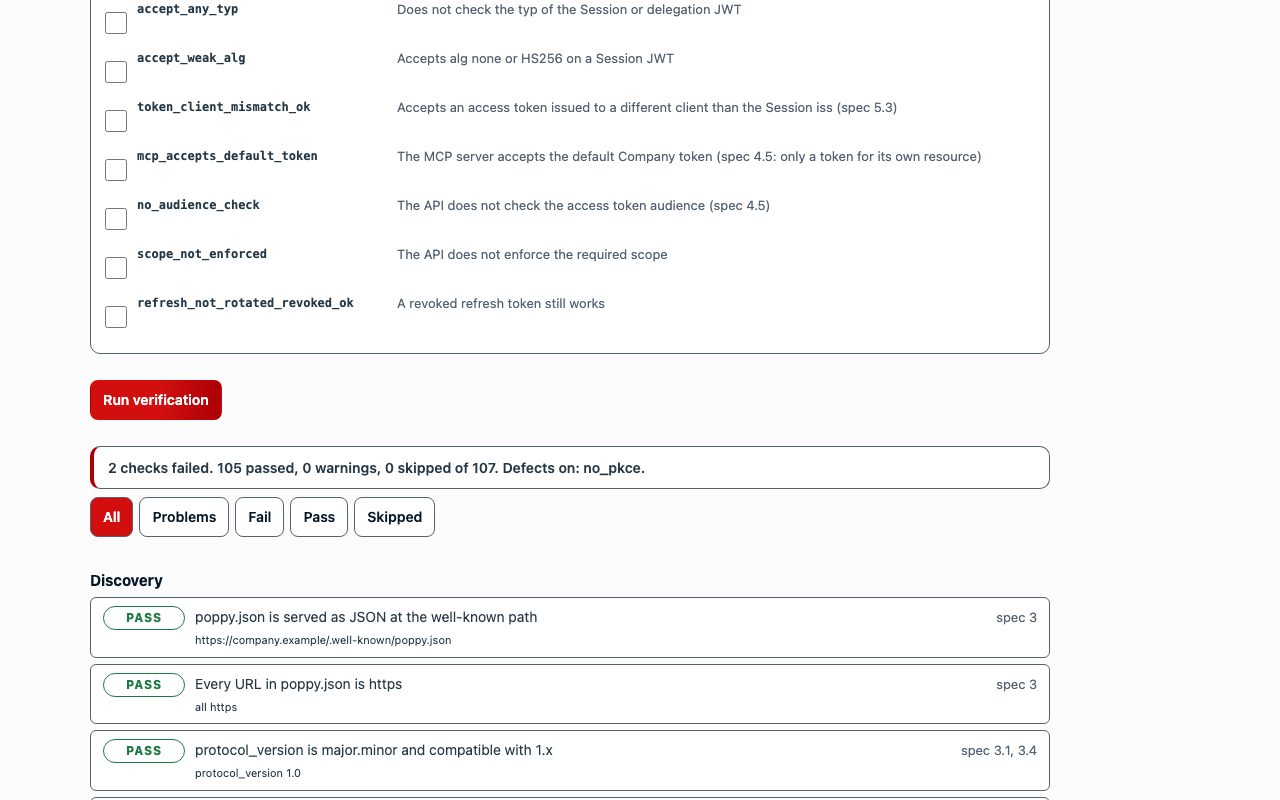 accept_any_typ Does not check the typ of the Session or delegation JWT
accept_weak_alg Accepts alg none or HS256 on a Session JWT
token_client_mismatch_ok Accepts an access token issued to a different client than the Session iss (spec 5.3)
mcp_accepts_default_token The MCP server accepts the default Company token (spec 4.5: only a token for its own resource)
no_audience_check The API does not check the access token audience (spec 4.5)
scope_not_enforced The API does not enforce the required scope
refresh_not_rotated_revoked_ok A revoked refresh token still works
Run verification
2 checks failed. 105 passed, 0 warnings, 0 skipped of 107. Defects on: no_pkce.
All Problems Fail Pass Skipped
Discovery
PASS poppy.json is served as JSON at the well-known path spec 3
https://company.example/.well-known/poppy.json
PASS Every URL in poppy.json is https spec 3
all https
PASS protocol_version is major.minor and compatible with 1.x spec 3.1, 3.4
protocol_version 1.0